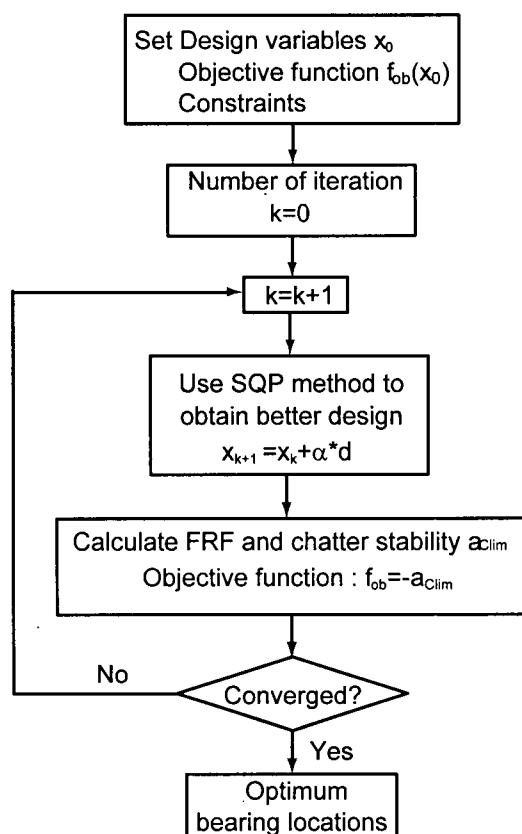 Set Design variables x₀
Objective function f_ob(x₀)
Constraints
Number of iteration
k=0
k=k+1
Use SQP method to
obtain better design
x_{k+1}=x_k+α*d
Calculate FRF and chatter stability a_Clim
Objective function : f_ob=-a_Clim
No
Converged?
Yes
Optimum
bearing locations